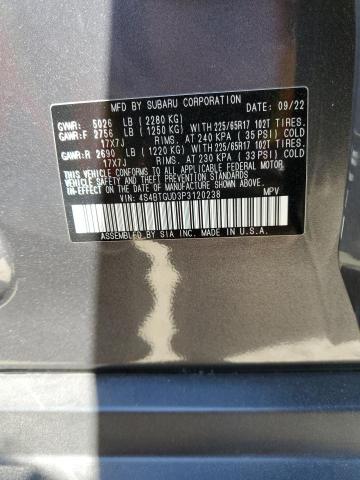 MFD BY SUBARU CORPORATION DATE: 09/22
GVWR: 5026 LB (2280 KG)
GAWR:F 2756 LB (1250 KG) WITH 225/65R17 102T TIRES.
17X7J RIMS. AT 240 KPA (35 PSI) COLD
GAWR:R 2690 LB (1220 KG) WITH 225/65R17 102T TIRES.
17X7J RIMS. AT 230 KPA (33 PSI) COLD
THIS VEHICLE CONFORMS TO ALL APPLICABLE FEDERAL MOTOR
VEHICLE SAFETY AND THEFT PREVENTION STANDARDS
IN EFFECT ON THE DATE OF MANUFACTURE SHOWN ABOVE.
VIN: 4S4BTGUD3P3120238 MPV
ASSEMBLED BY SIA INC. MADE IN U.S.A.